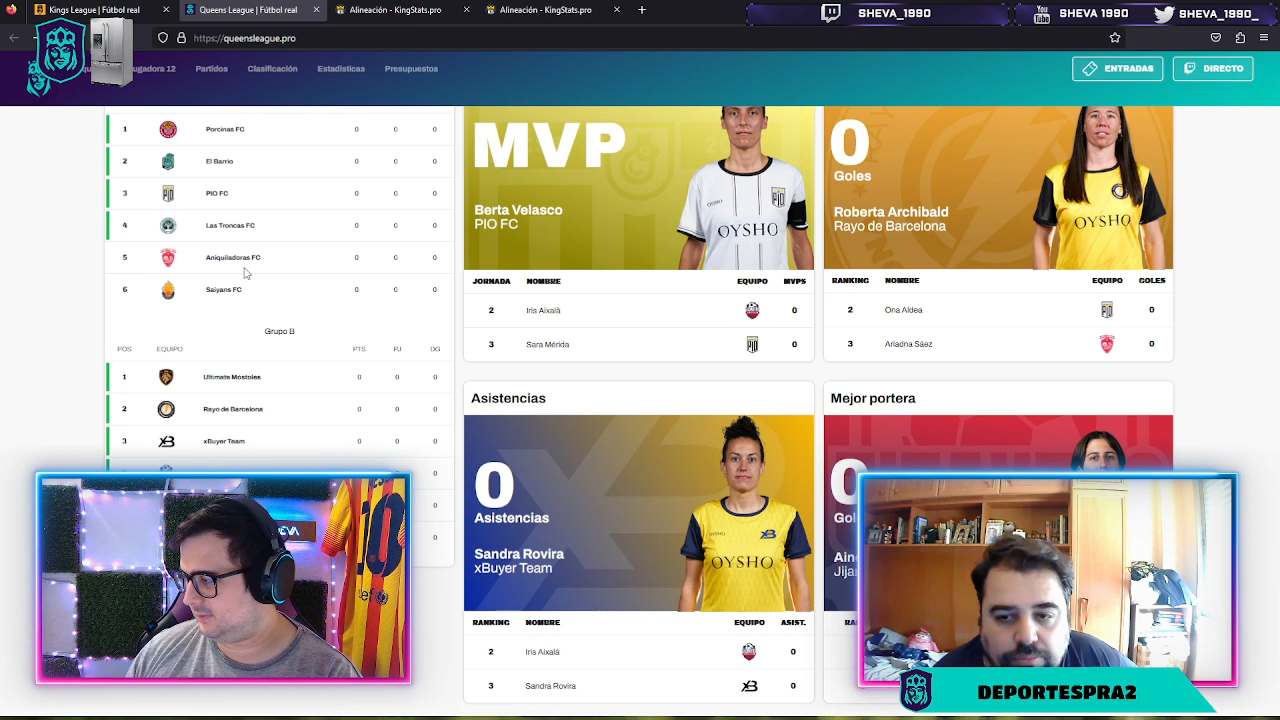 Kings League | Fútbol real
Queens League | Fútbol real
Alineación - KingStats.pro
Alineación - KingStats.pro
SHEVA_1990
You Tube
SHEVA 1990
SHEVA_1990_
https://queensleague.pro
Jugadora 12
Partidos
Clasificación
Estadísticas
Presupuestos
ENTRADAS
DIRECTO
1 Porcinas FC 0 0 0
2 El Barrio 0 0 0
3 PIO FC 0 0 0
4 Las Troncas FC 0 0 0
5 Aniquiladoras FC 0 0 0
6 Saiyans FC 0 0 0
Grupo B
POS EQUIPO PTS PJ DG
1 Ultimate Móstoles 0 0 0
2 Rayo de Barcelona 0 0 0
3 xBuyer Team 0 0 0
0
0
0
MVP
Berta Velasco
PIO FC
OYSHO
JORNADA NOMBRE EQUIPO MVPS
2 Iris Aixalà 0
3 Sara Mérida 0
0
Goles
Roberta Archibald
Rayo de Barcelona
OYSHO
RANKING NOMBRE EQUIPO GOLES
2 Ona Aldea 0
3 Ariadna Sáez 0
Asistencias
0
Asistencias
Sandra Rovira
xBuyer Team
OYSHO
RANKING NOMBRE EQUIPO ASIST.
2 Iris Aixalà 0
3 Sandra Rovira 0
Mejor portera
0
DEPORTESPRA2